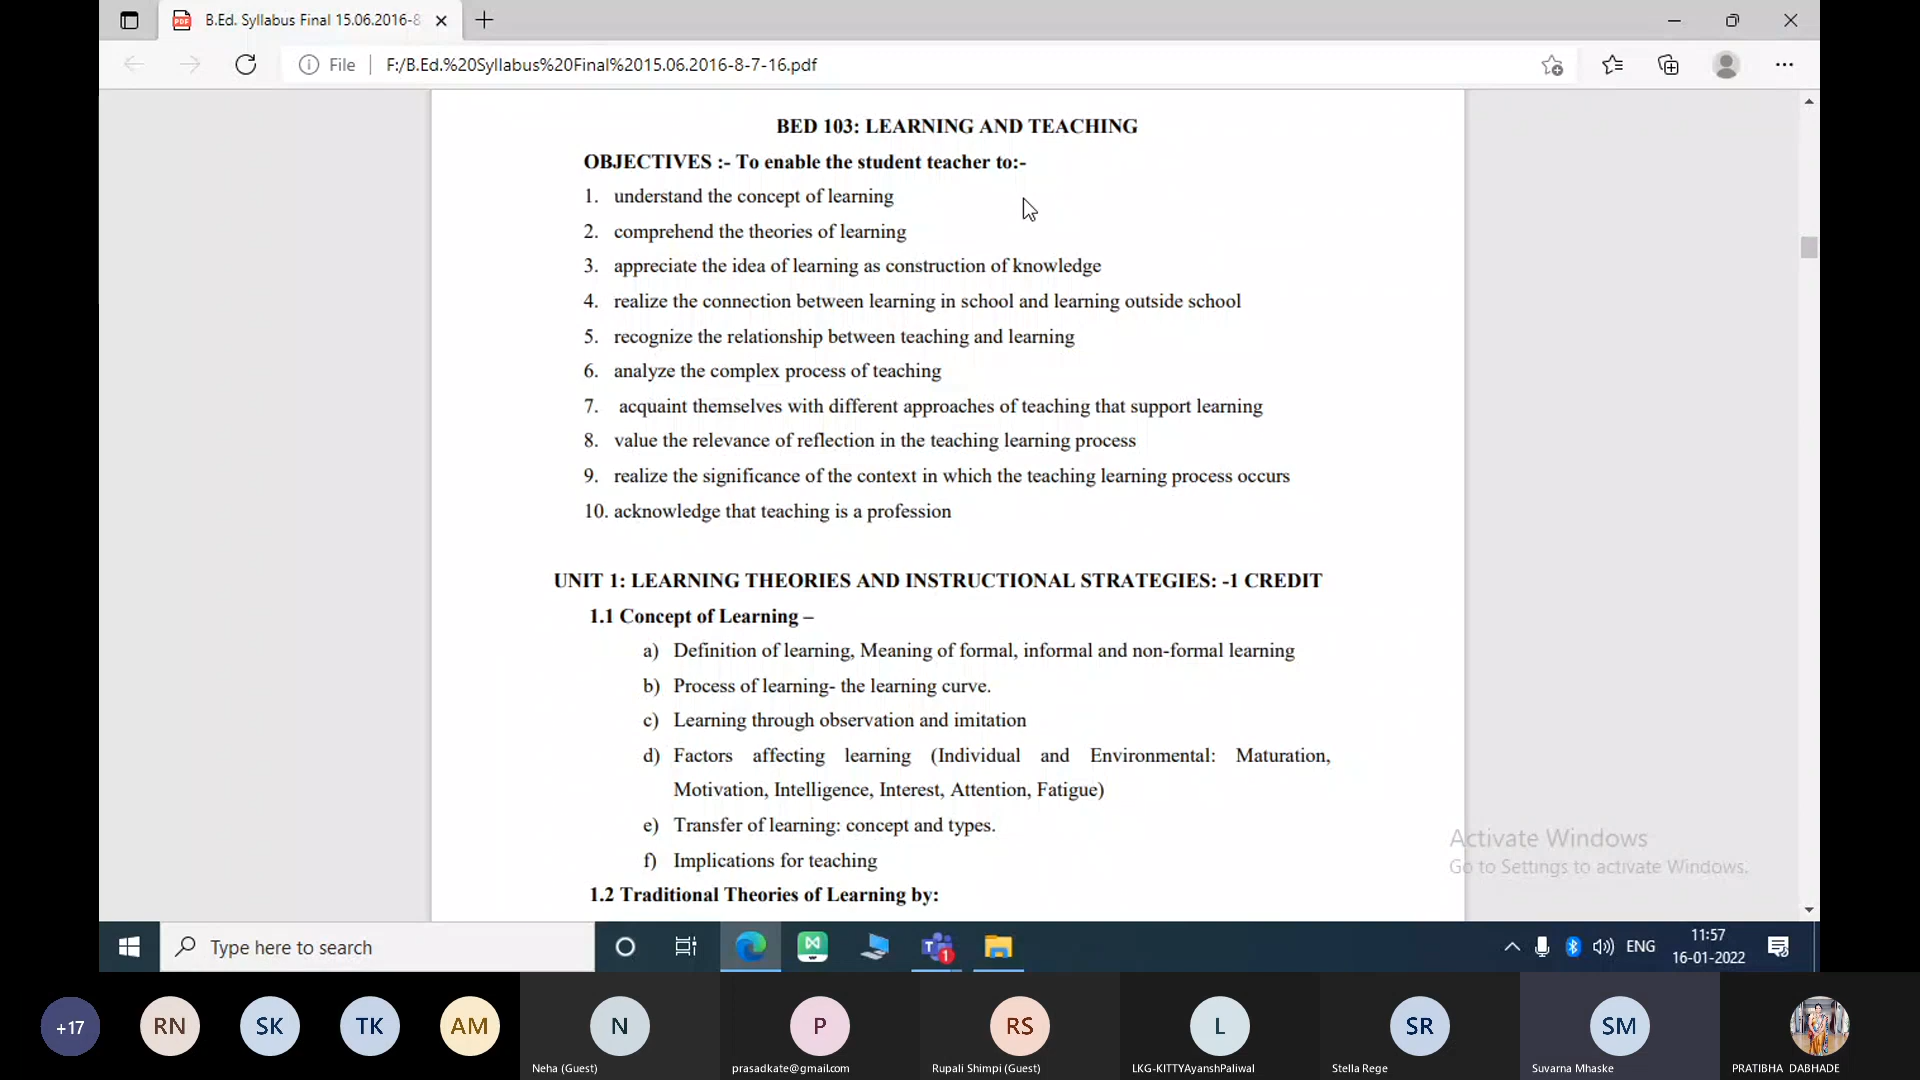 B.Ed. Syllabus Final 15.06.2016-8
File
F:/B.Ed.%20Syllabus%20Final%2015.06.2016-8-7-16.pdf
BED 103: LEARNING AND TEACHING
OBJECTIVES :- To enable the student teacher to:-
1. understand the concept of learning
2. comprehend the theories of learning
3. appreciate the idea of learning as construction of knowledge
4. realize the connection between learning in school and learning outside school
5. recognize the relationship between teaching and learning
6. analyze the complex process of teaching
7. acquaint themselves with different approaches of teaching that support learning
8. value the relevance of reflection in the teaching learning process
9. realize the significance of the context in which the teaching learning process occurs
10. acknowledge that teaching is a profession
UNIT 1: LEARNING THEORIES AND INSTRUCTIONAL STRATEGIES: -1 CREDIT
1.1 Concept of Learning –
a) Definition of learning, Meaning of formal, informal and non-formal learning
b) Process of learning- the learning curve.
c) Learning through observation and imitation
d) Factors affecting learning (Individual and Environmental: Maturation,
Motivation, Intelligence, Interest, Attention, Fatigue)
e) Transfer of learning: concept and types.
f) Implications for teaching
1.2 Traditional Theories of Learning by:
Activate Windows
Go to Settings to activate Windows.
Type here to search
1
ENG
11:57
16-01-2022
+17
RN
SK
TK
AM
N
P
RS
L
SR
SM
Neha (Guest)
prasadkate@gmail.com
Rupali Shimpi (Guest)
LKG-KITTYAyanshPaliwal
Stella Rege
Suvarna Mhaske
PRATIBHA DABHADE